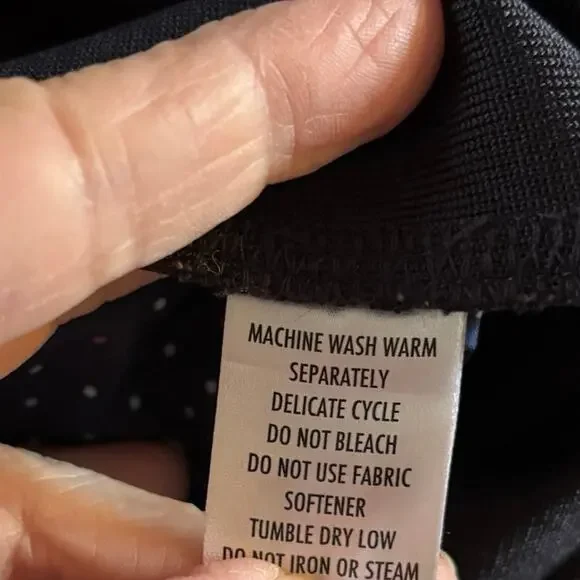 MACHINE WASH WARM
SEPARATELY
DELICATE CYCLE
DO NOT BLEACH
DO NOT USE FABRIC
SOFTENER
TUMBLE DRY LOW
DO NOT IRON OR STEAM